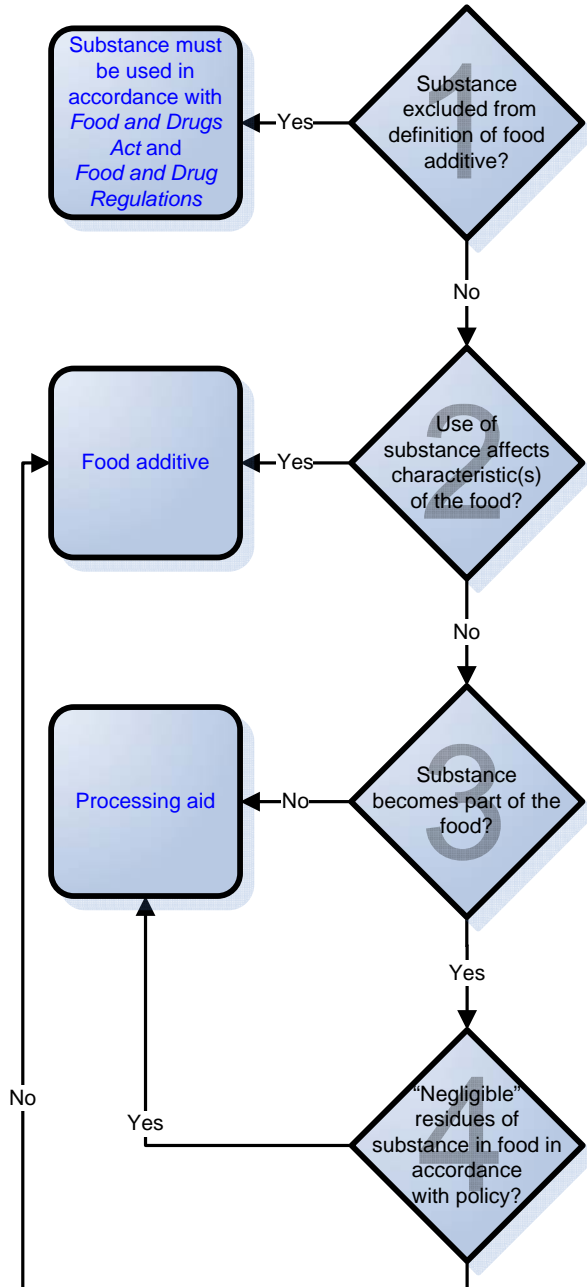 Substance must
be used in
accordance with
Food and Drugs
Act and
Food and Drug
Regulations
Yes
1
Substance
excluded from
definition of food
additive?
No
Food additive
Yes
2
Use of
substance affects
characteristic(s)
of the food?
No
Processing aid
No
3
Substance
becomes part of the
food?
Yes
No
Yes
4
“Negligible”
residues of
substance in food in
accordance
with policy?